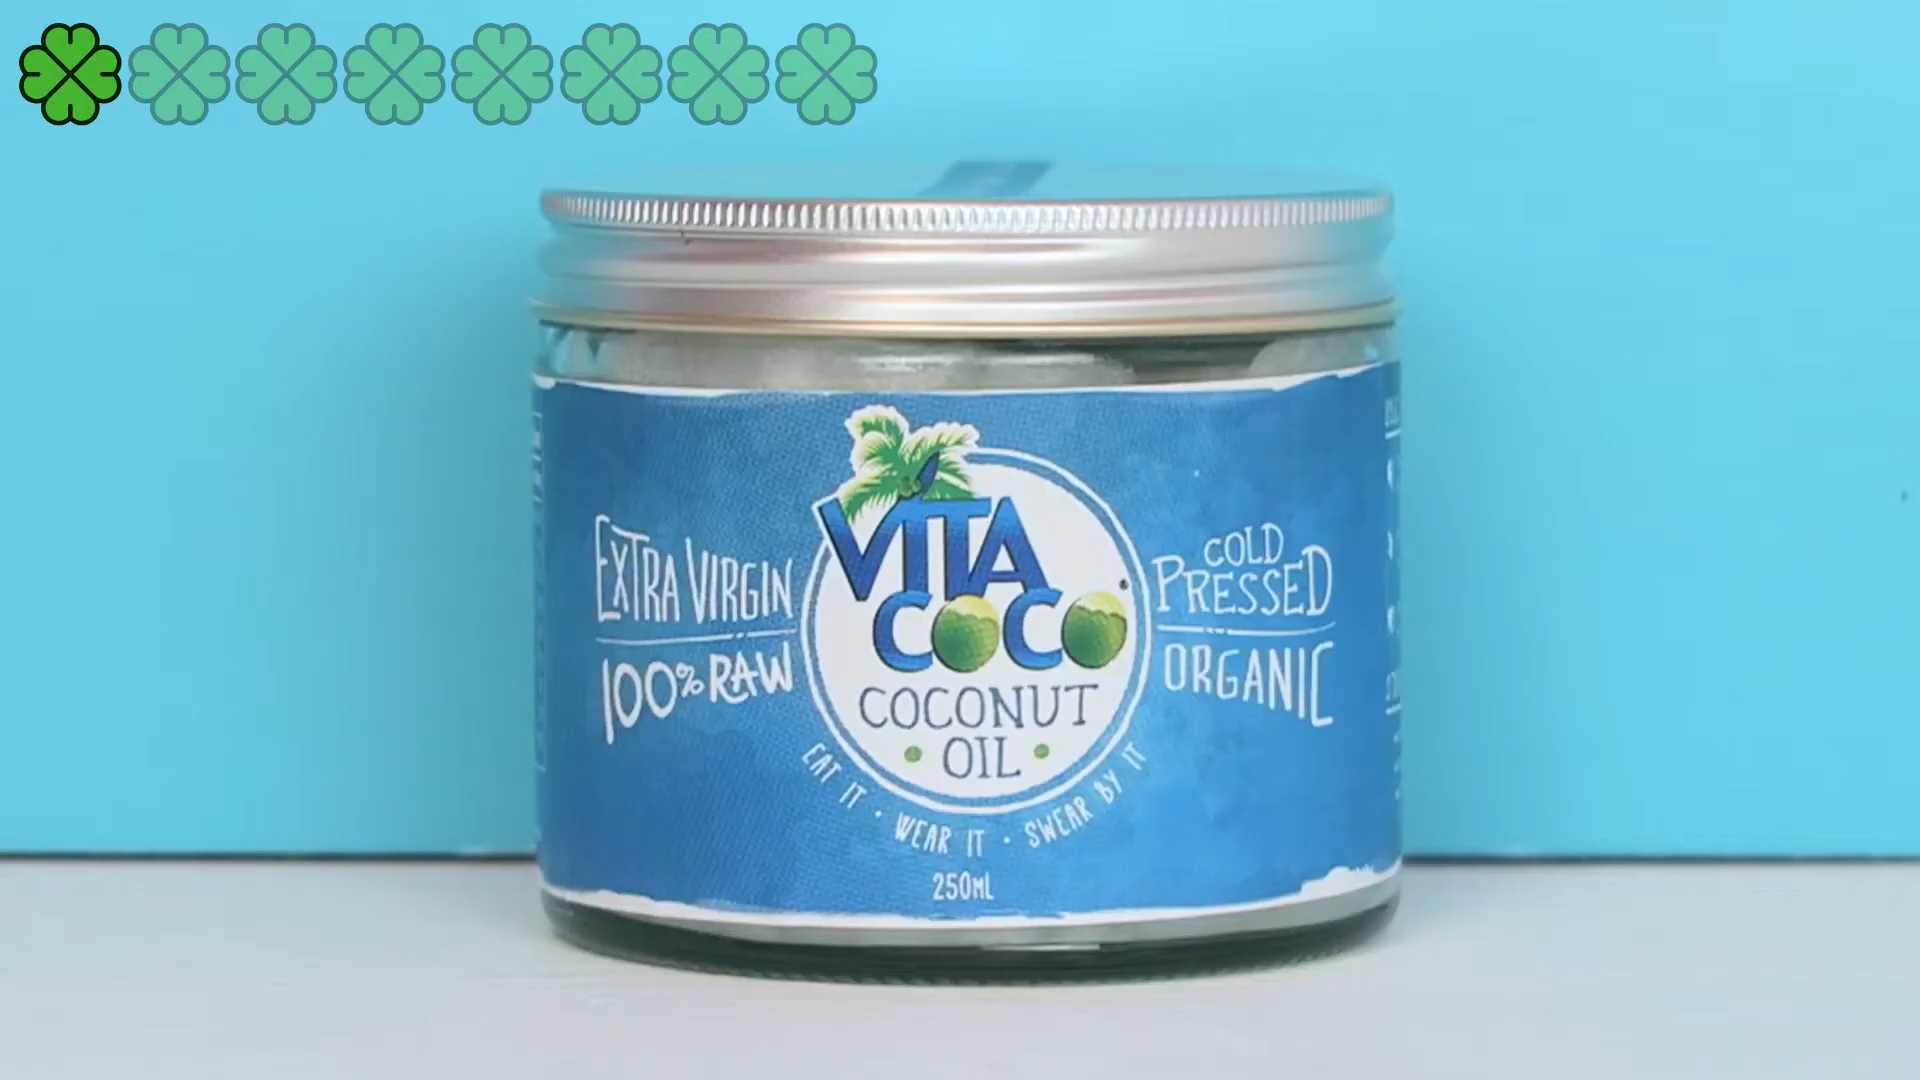 VITA
COCO
COCONUT
OIL
EXTRA VIRGIN
100% RAW
COLD
PRESSED
ORGANIC
EAT IT · WEAR IT · SWEAR BY IT
250ML